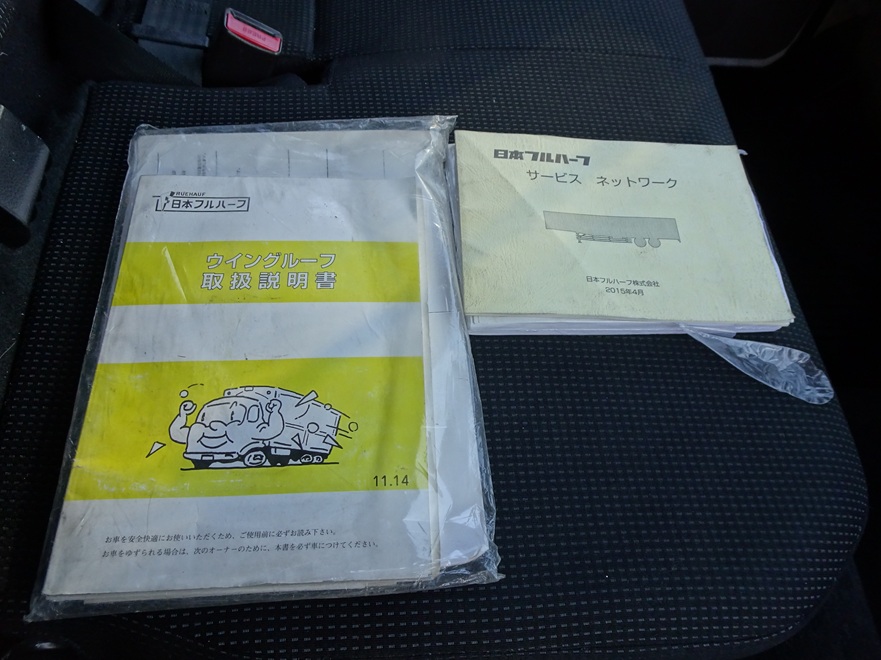 FRUEHAUF
日本フルハーフ
ウイングルーフ
取扱説明書
11.14
お車を安全快適にお使いいただくため、ご使用前に必ずお読み下さい。
お車をゆずられる場合は、次のオーナーのために、本書を必ず車につけてください。
日本フルハーフ
サービス ネットワーク
日本フルハーフ株式会社
2015年4月